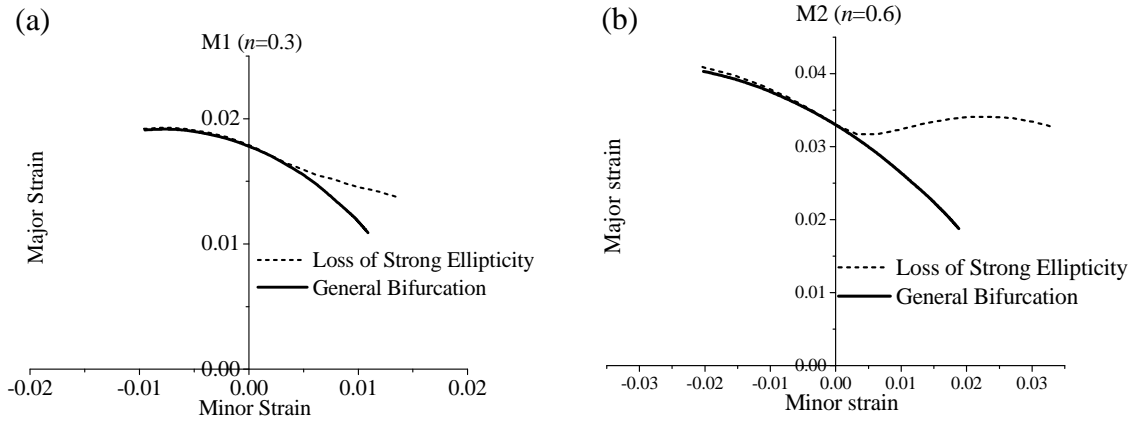 (a)
M1 (n=0.3)
0.02
0.01
0.00
Major Strain
Loss of Strong Ellipticity
General Bifurcation
-0.02
-0.01
0.00
0.01
0.02
Minor Strain
(b)
M2 (n=0.6)
0.04
0.03
0.02
0.01
0.00
Major strain
Loss of Strong Ellipticity
General Bifurcation
-0.03
-0.02
-0.01
0.00
0.01
0.02
0.03
Minor strain